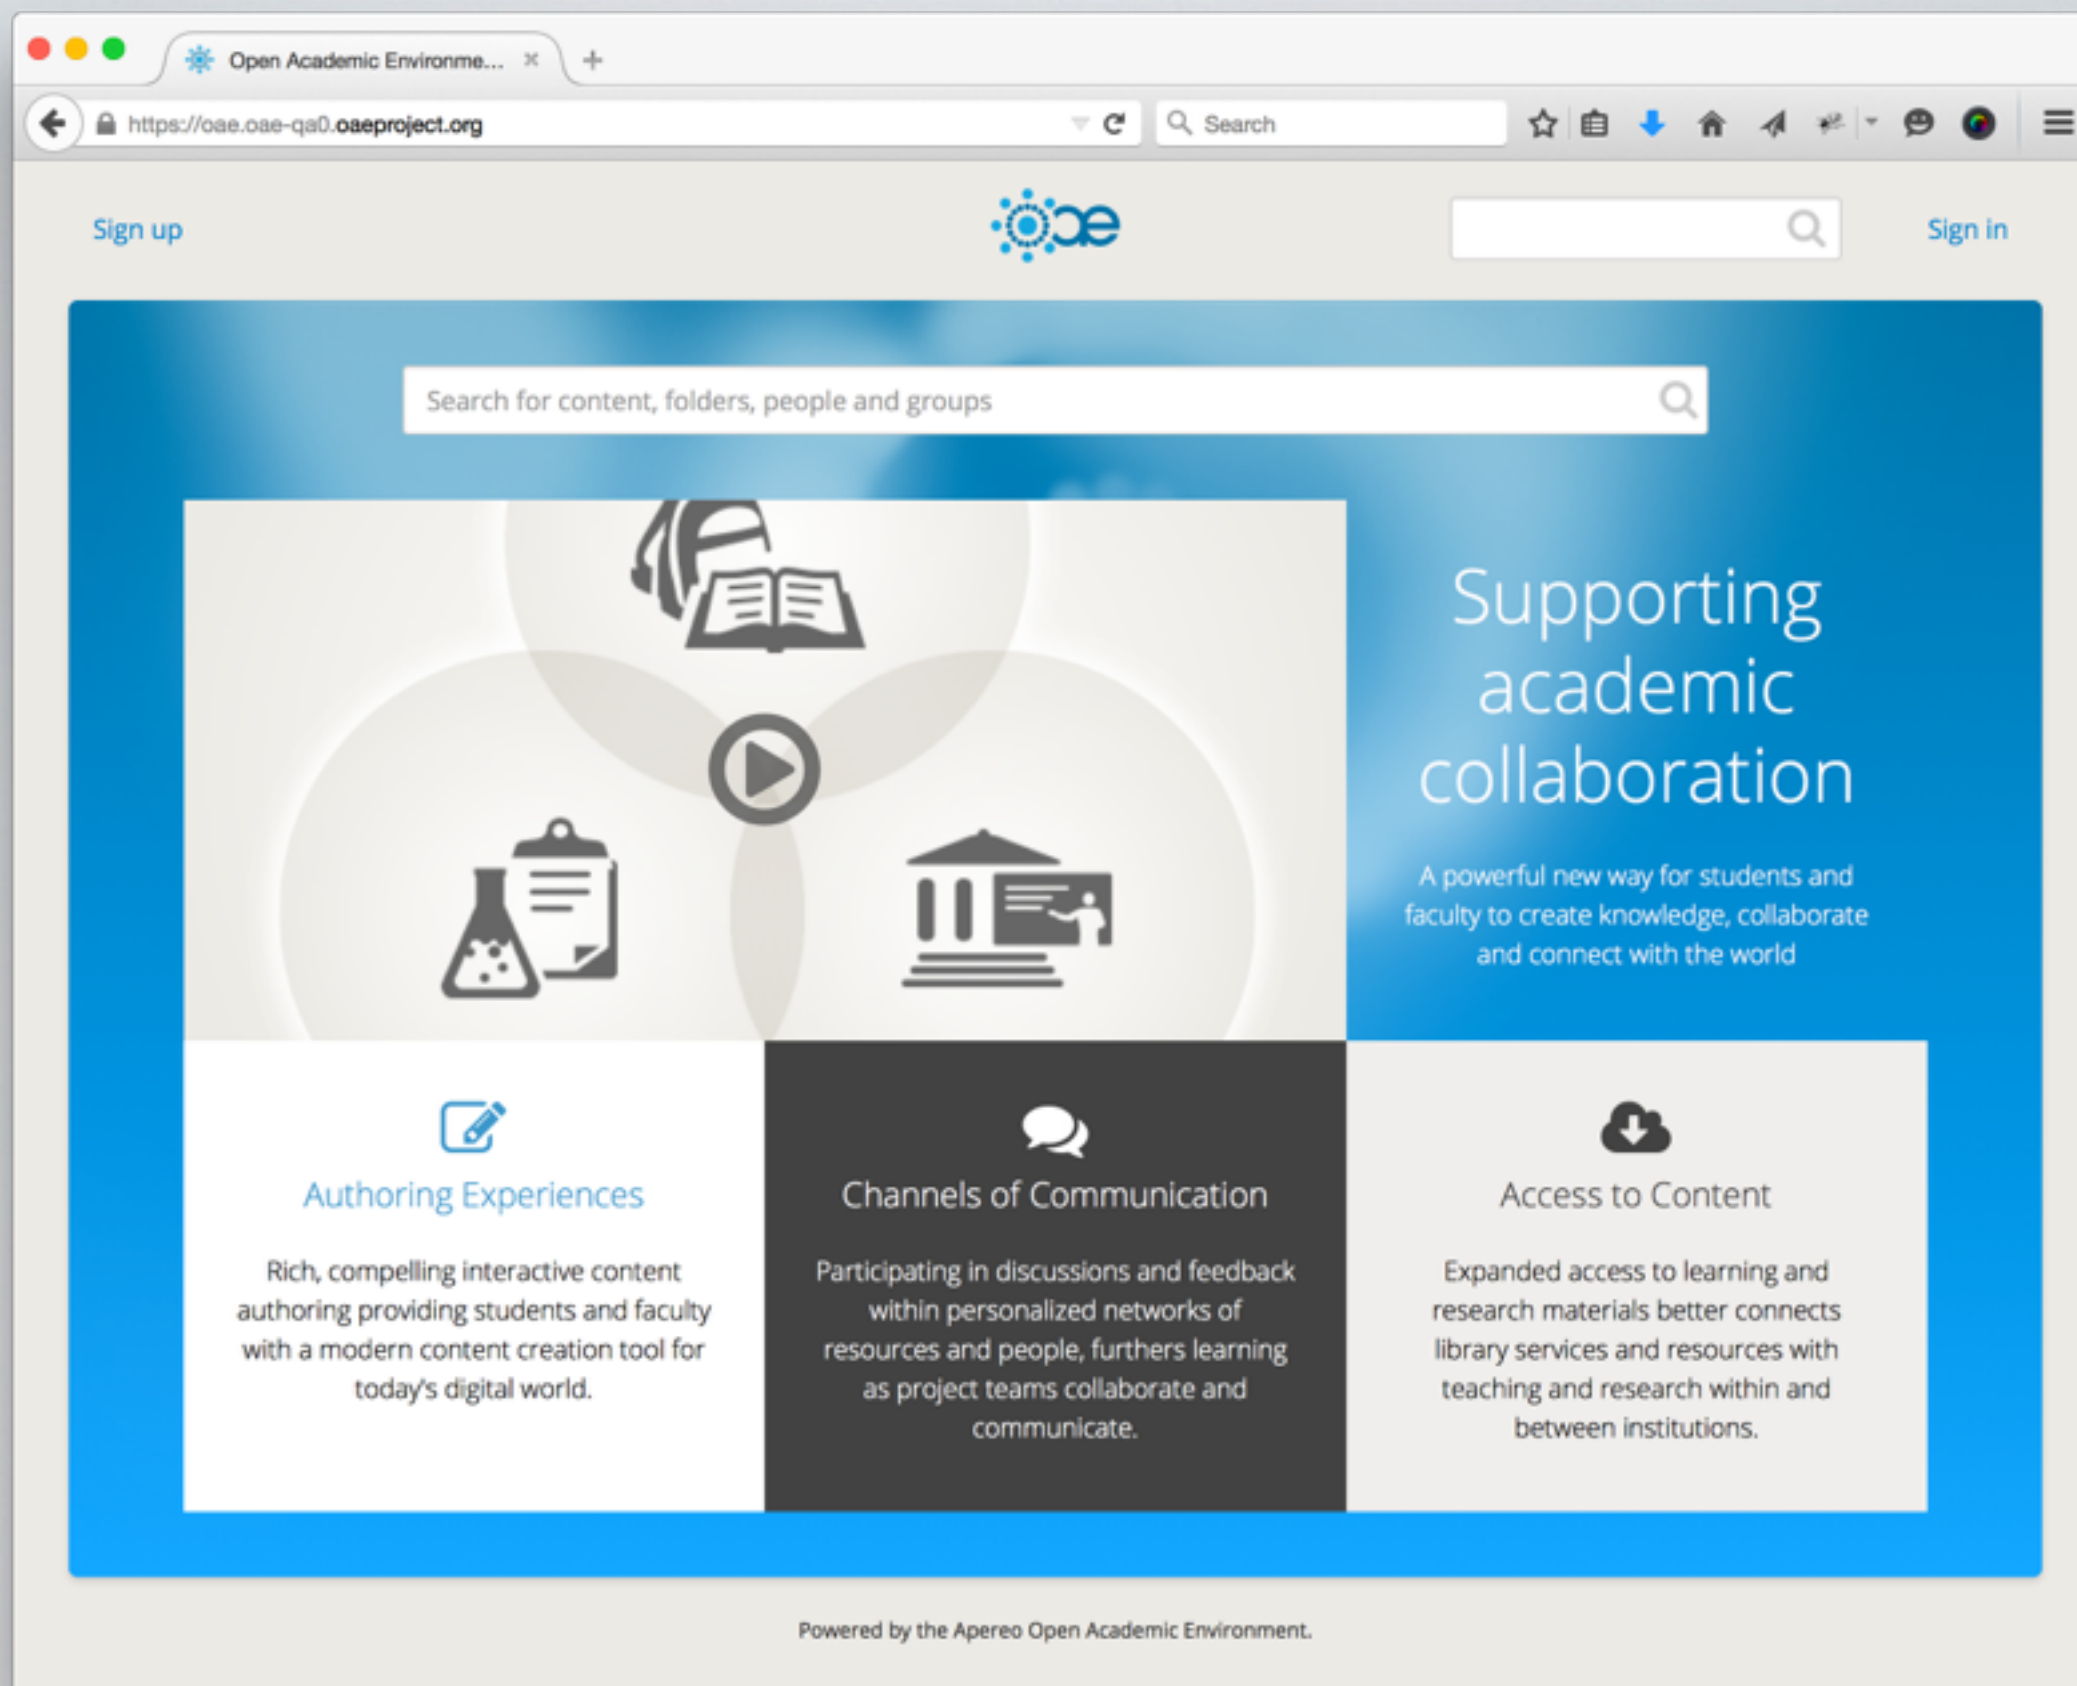 Open Academic Environme...
https://oae.oae-qa0.oaeproject.org
Search
Sign up
oae
Sign in
Search for content, folders, people and groups
Supporting
academic
collaboration
A powerful new way for students and
faculty to create knowledge, collaborate
and connect with the world
Authoring Experiences
Rich, compelling interactive content
authoring providing students and faculty
with a modern content creation tool for
today's digital world.
Channels of Communication
Participating in discussions and feedback
within personalized networks of
resources and people, furthers learning
as project teams collaborate and
communicate.
Access to Content
Expanded access to learning and
research materials better connects
library services and resources with
teaching and research within and
between institutions.
Powered by the Apereo Open Academic Environment.